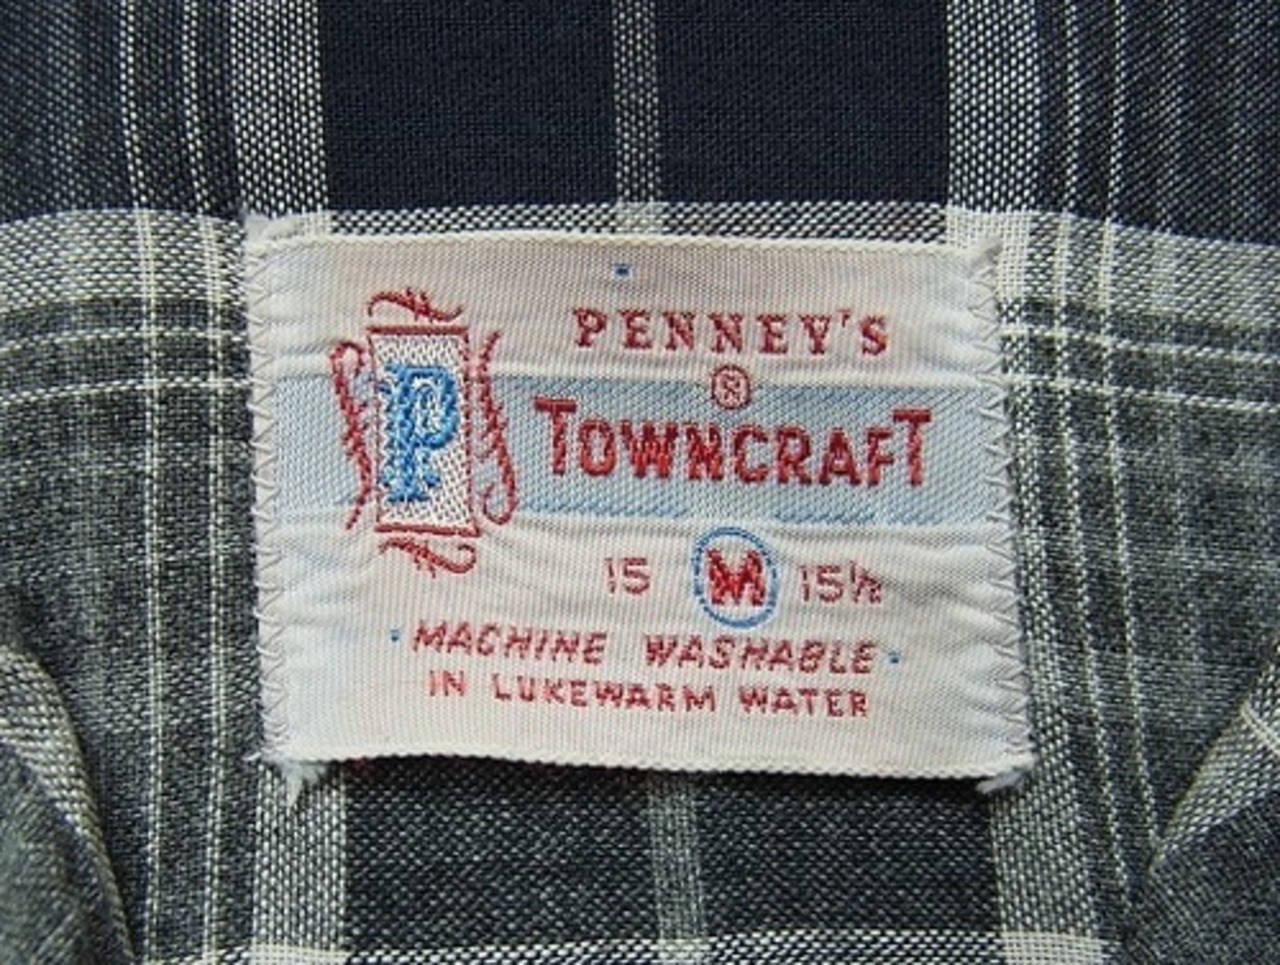 PENNEY'S
®
P
TOWNCRAFT
15 M 15½
·MACHINE WASHABLE·
IN LUKEWARM WATER